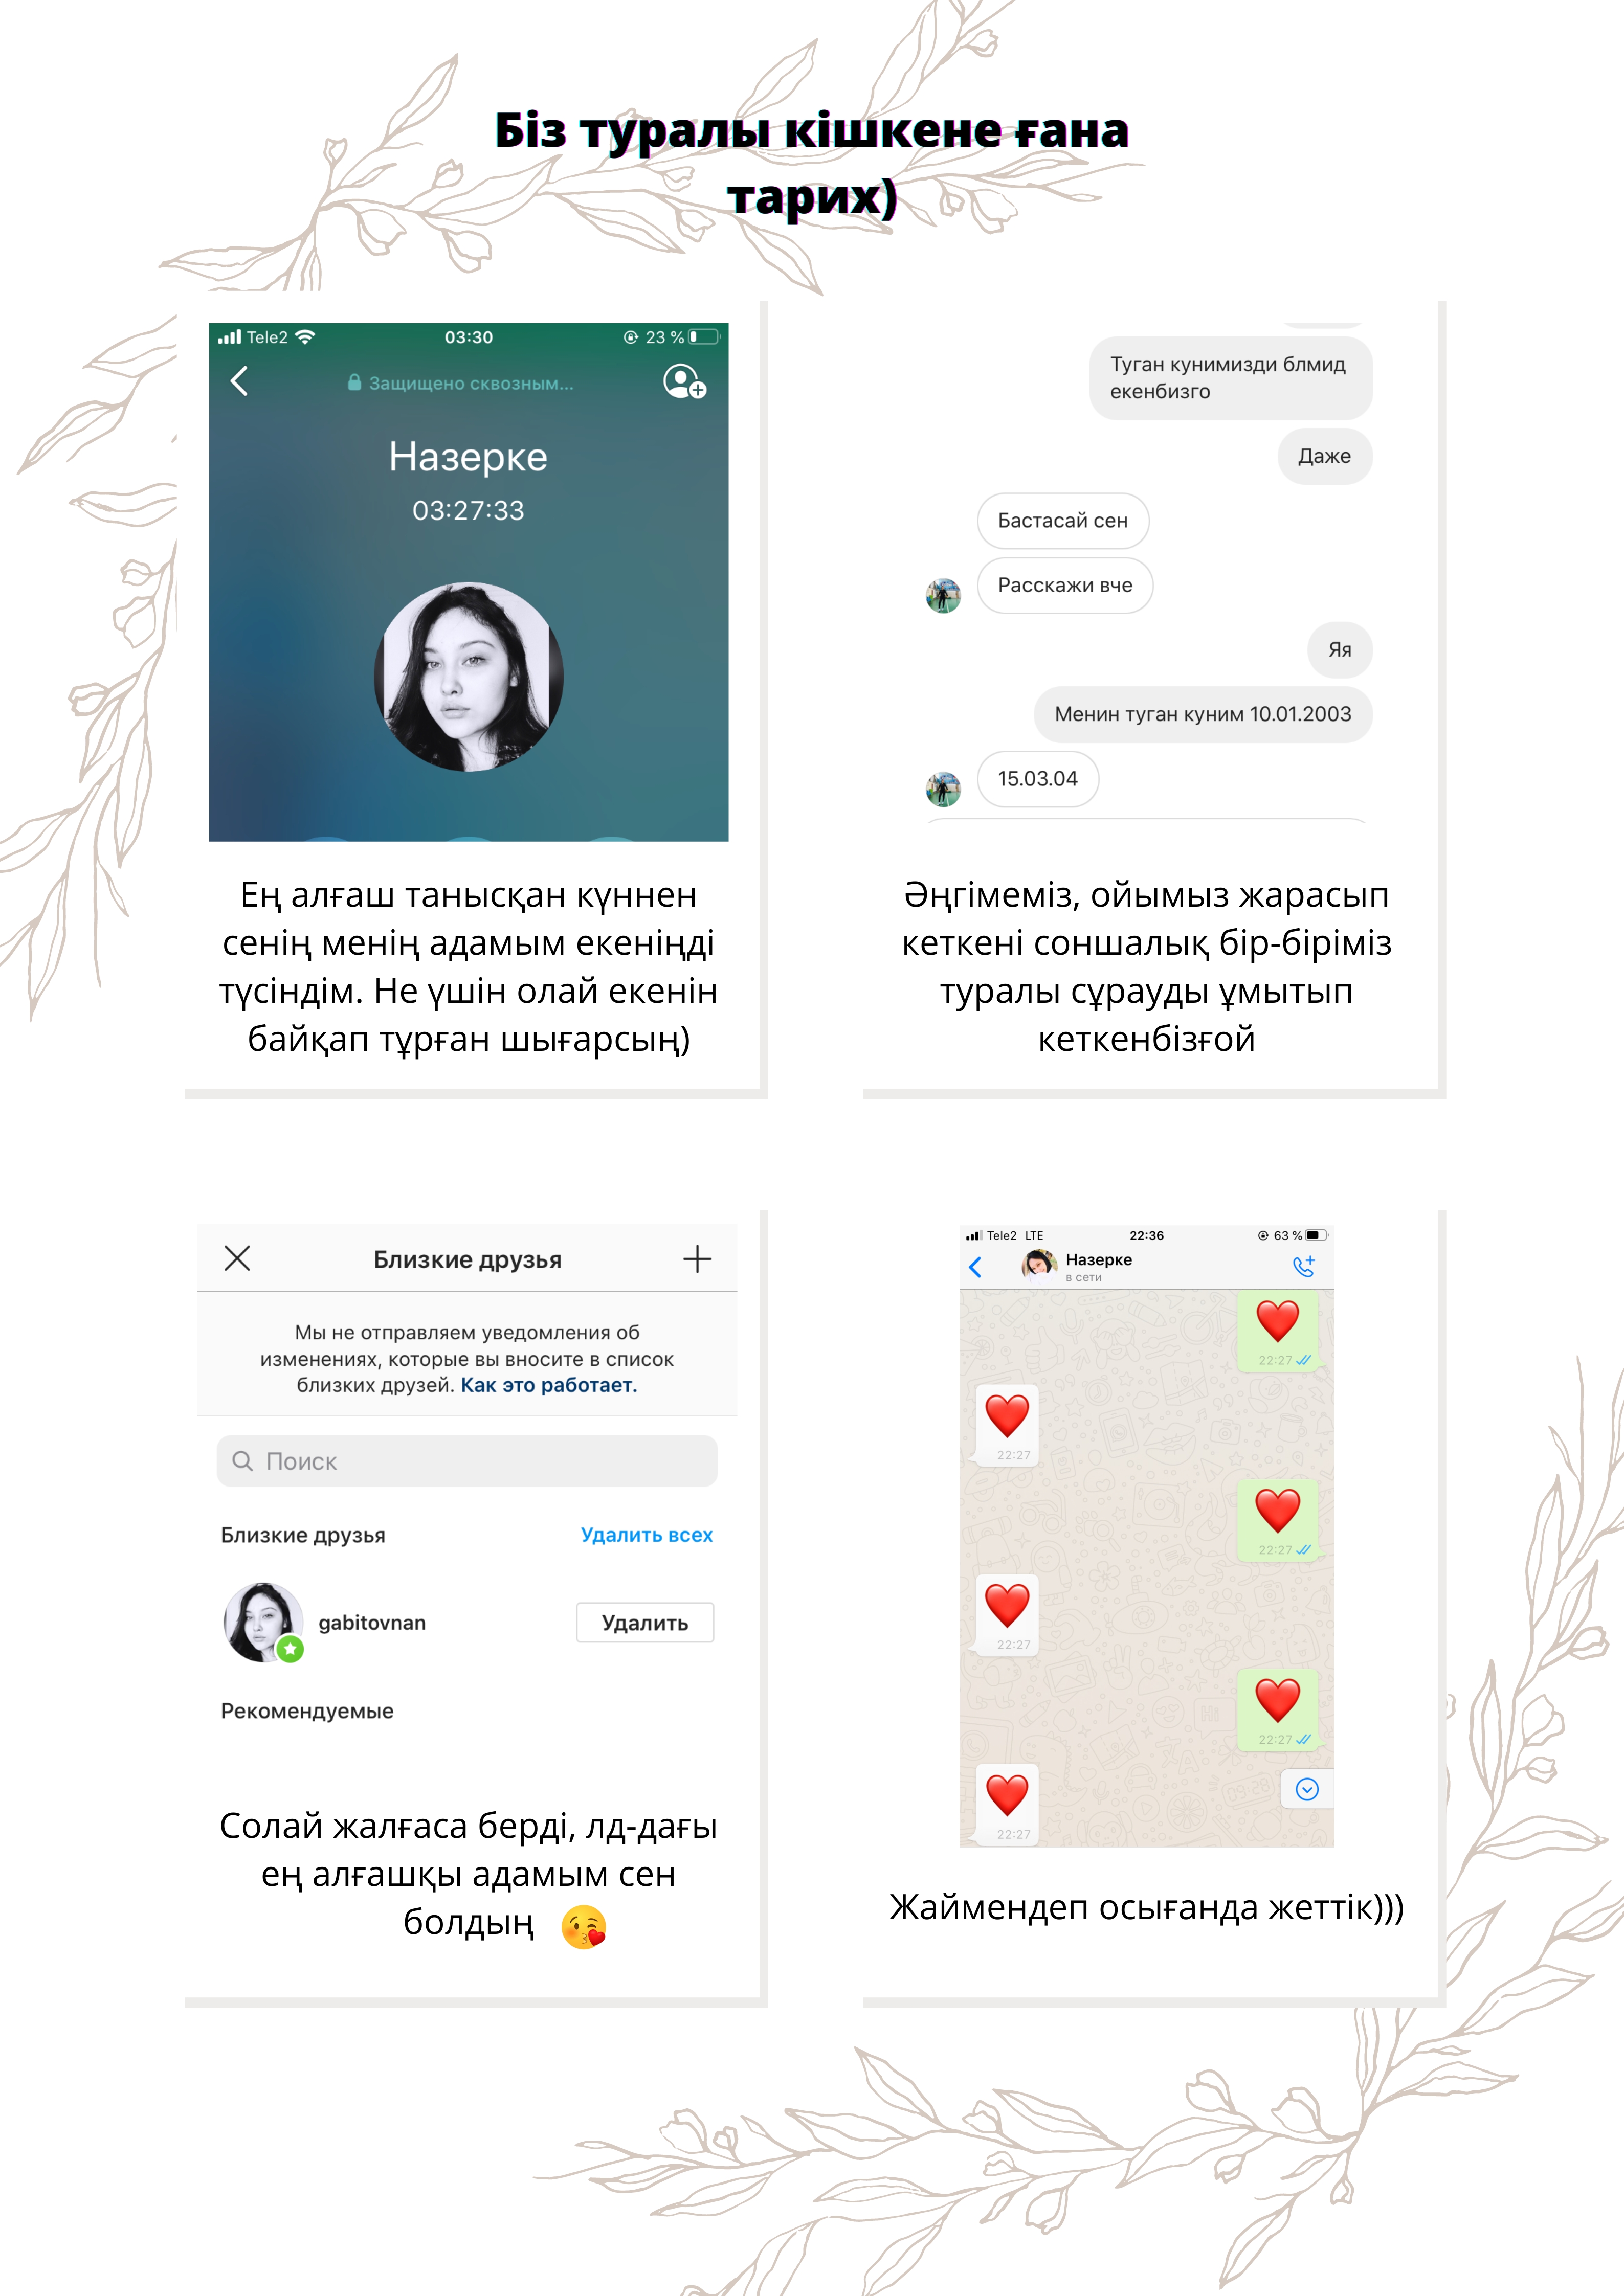 Біз туралы кішкене ғана
тарих)
Tele2 03:30 23 %
Защищено сквозным...
Назерке
03:27:33
Ең алғаш танысқан күннен
сенің менің адамым екеніңді
түсіндім. Не үшін олай екенін
байқап тұрған шығарсың)
Туган кунимизди блмид
екенбизго
Даже
Бастасай сен
Расскажи вче
Яя
Менин туган куним 10.01.2003
15.03.04
Әңгімеміз, ойымыз жарасып
кеткені соншалық бір-біріміз
туралы сұрауды ұмытып
кеткенбізғой
Близкие друзья
Мы не отправляем уведомления об
изменениях, которые вы вносите в список
близких друзей. Как это работает.
Поиск
Близкие друзья Удалить всех
gabitovnan Удалить
Рекомендуемые
Солай жалғаса берді, лд-дағы
ең алғашқы адамым сен
болдың 😘
Tele2 LTE 22:36 63 %
Назерке
в сети
❤️
22:27
❤️
22:27
❤️
22:27
❤️
22:27
❤️
22:27
❤️
22:27
Жаймендеп осығанда жеттік)))